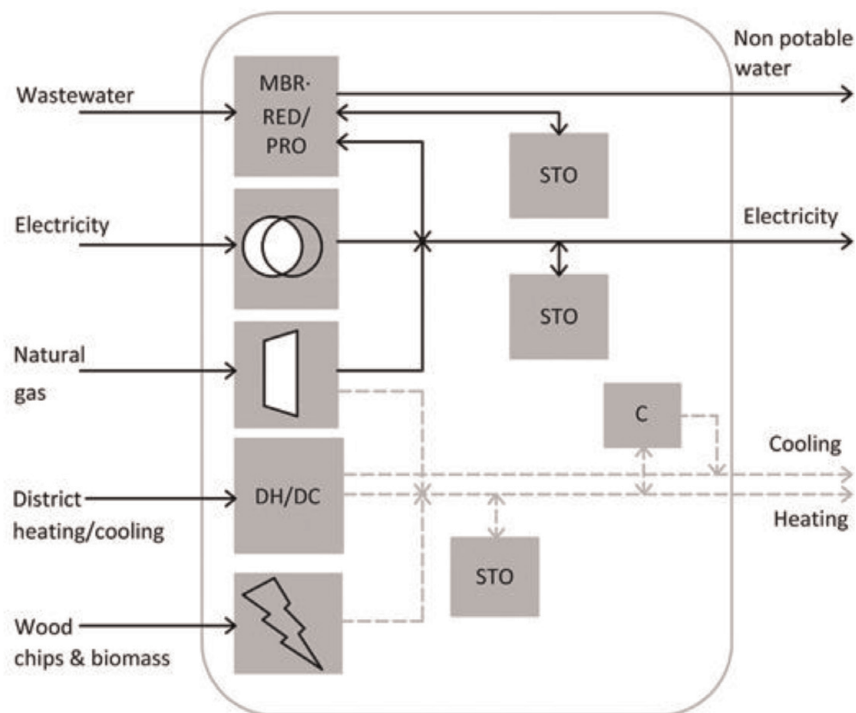 Non potable
water
Wastewater
MBR·
RED/
PRO
STO
Electricity
Electricity
STO
Natural
gas
C
Cooling
District
heating/cooling
DH/DC
Heating
STO
Wood
chips & biomass